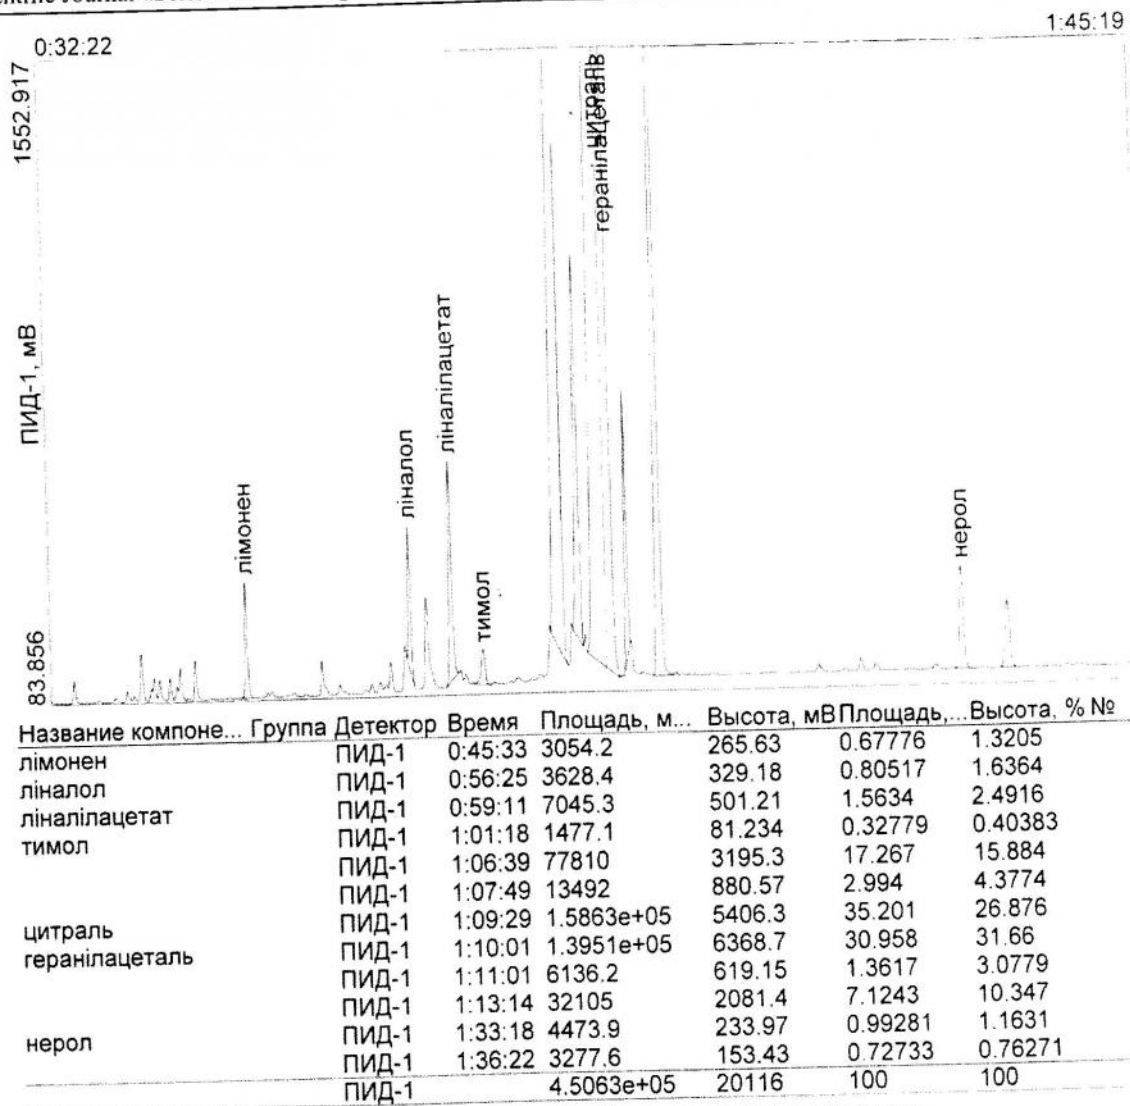 0:32:22
1:45:19
1552.917
ПИД-1, мВ
83.856
лімонен
ліналол
ліналілацетат
тимол
цитраль
геранілацеталь
нерол
Название компоне... Группа Детектор Время Площадь, м... Высота, мВ Площадь,... Высота, % №
лімонен ПИД-1 0:45:33 3054.2 265.63 0.67776 1.3205
ліналол ПИД-1 0:56:25 3628.4 329.18 0.80517 1.6364
ліналілацетат ПИД-1 0:59:11 7045.3 501.21 1.5634 2.4916
тимол ПИД-1 1:01:18 1477.1 81.234 0.32779 0.40383
ПИД-1 1:06:39 77810 3195.3 17.267 15.884
ПИД-1 1:07:49 13492 880.57 2.994 4.3774
цитраль ПИД-1 1:09:29 1.5863e+05 5406.3 35.201 26.876
геранілацеталь ПИД-1 1:10:01 1.3951e+05 6368.7 30.958 31.66
ПИД-1 1:11:01 6136.2 619.15 1.3617 3.0779
ПИД-1 1:13:14 32105 2081.4 7.1243 10.347
нерол ПИД-1 1:33:18 4473.9 233.97 0.99281 1.1631
ПИД-1 1:36:22 3277.6 153.43 0.72733 0.76271
ПИД-1 4.5063e+05 20116 100 100